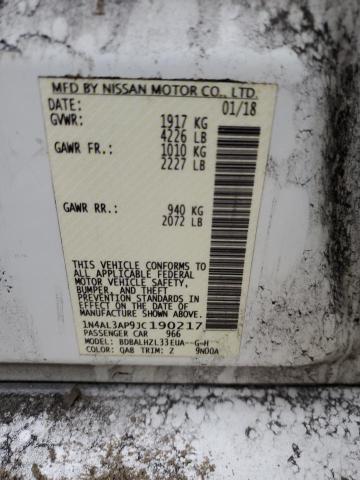 MFD BY NISSAN MOTOR CO., LTD.
DATE: 01/18
GVWR: 1917 KG
4226 LB
GAWR FR.: 1010 KG
2227 LB
GAWR RR.: 940 KG
2072 LB
THIS VEHICLE CONFORMS TO
ALL APPLICABLE FEDERAL
MOTOR VEHICLE SAFETY,
BUMPER, AND THEFT
PREVENTION STANDARDS
IN EFFECT ON THE DATE OF
MANUFACTURE SHOWN ABOVE.
1N4AL3AP9JC190217
PASSENGER CAR 966
MODEL: BDBALHZL33EUA--G-H
COLOR: QAB TRIM: Z 9N00A